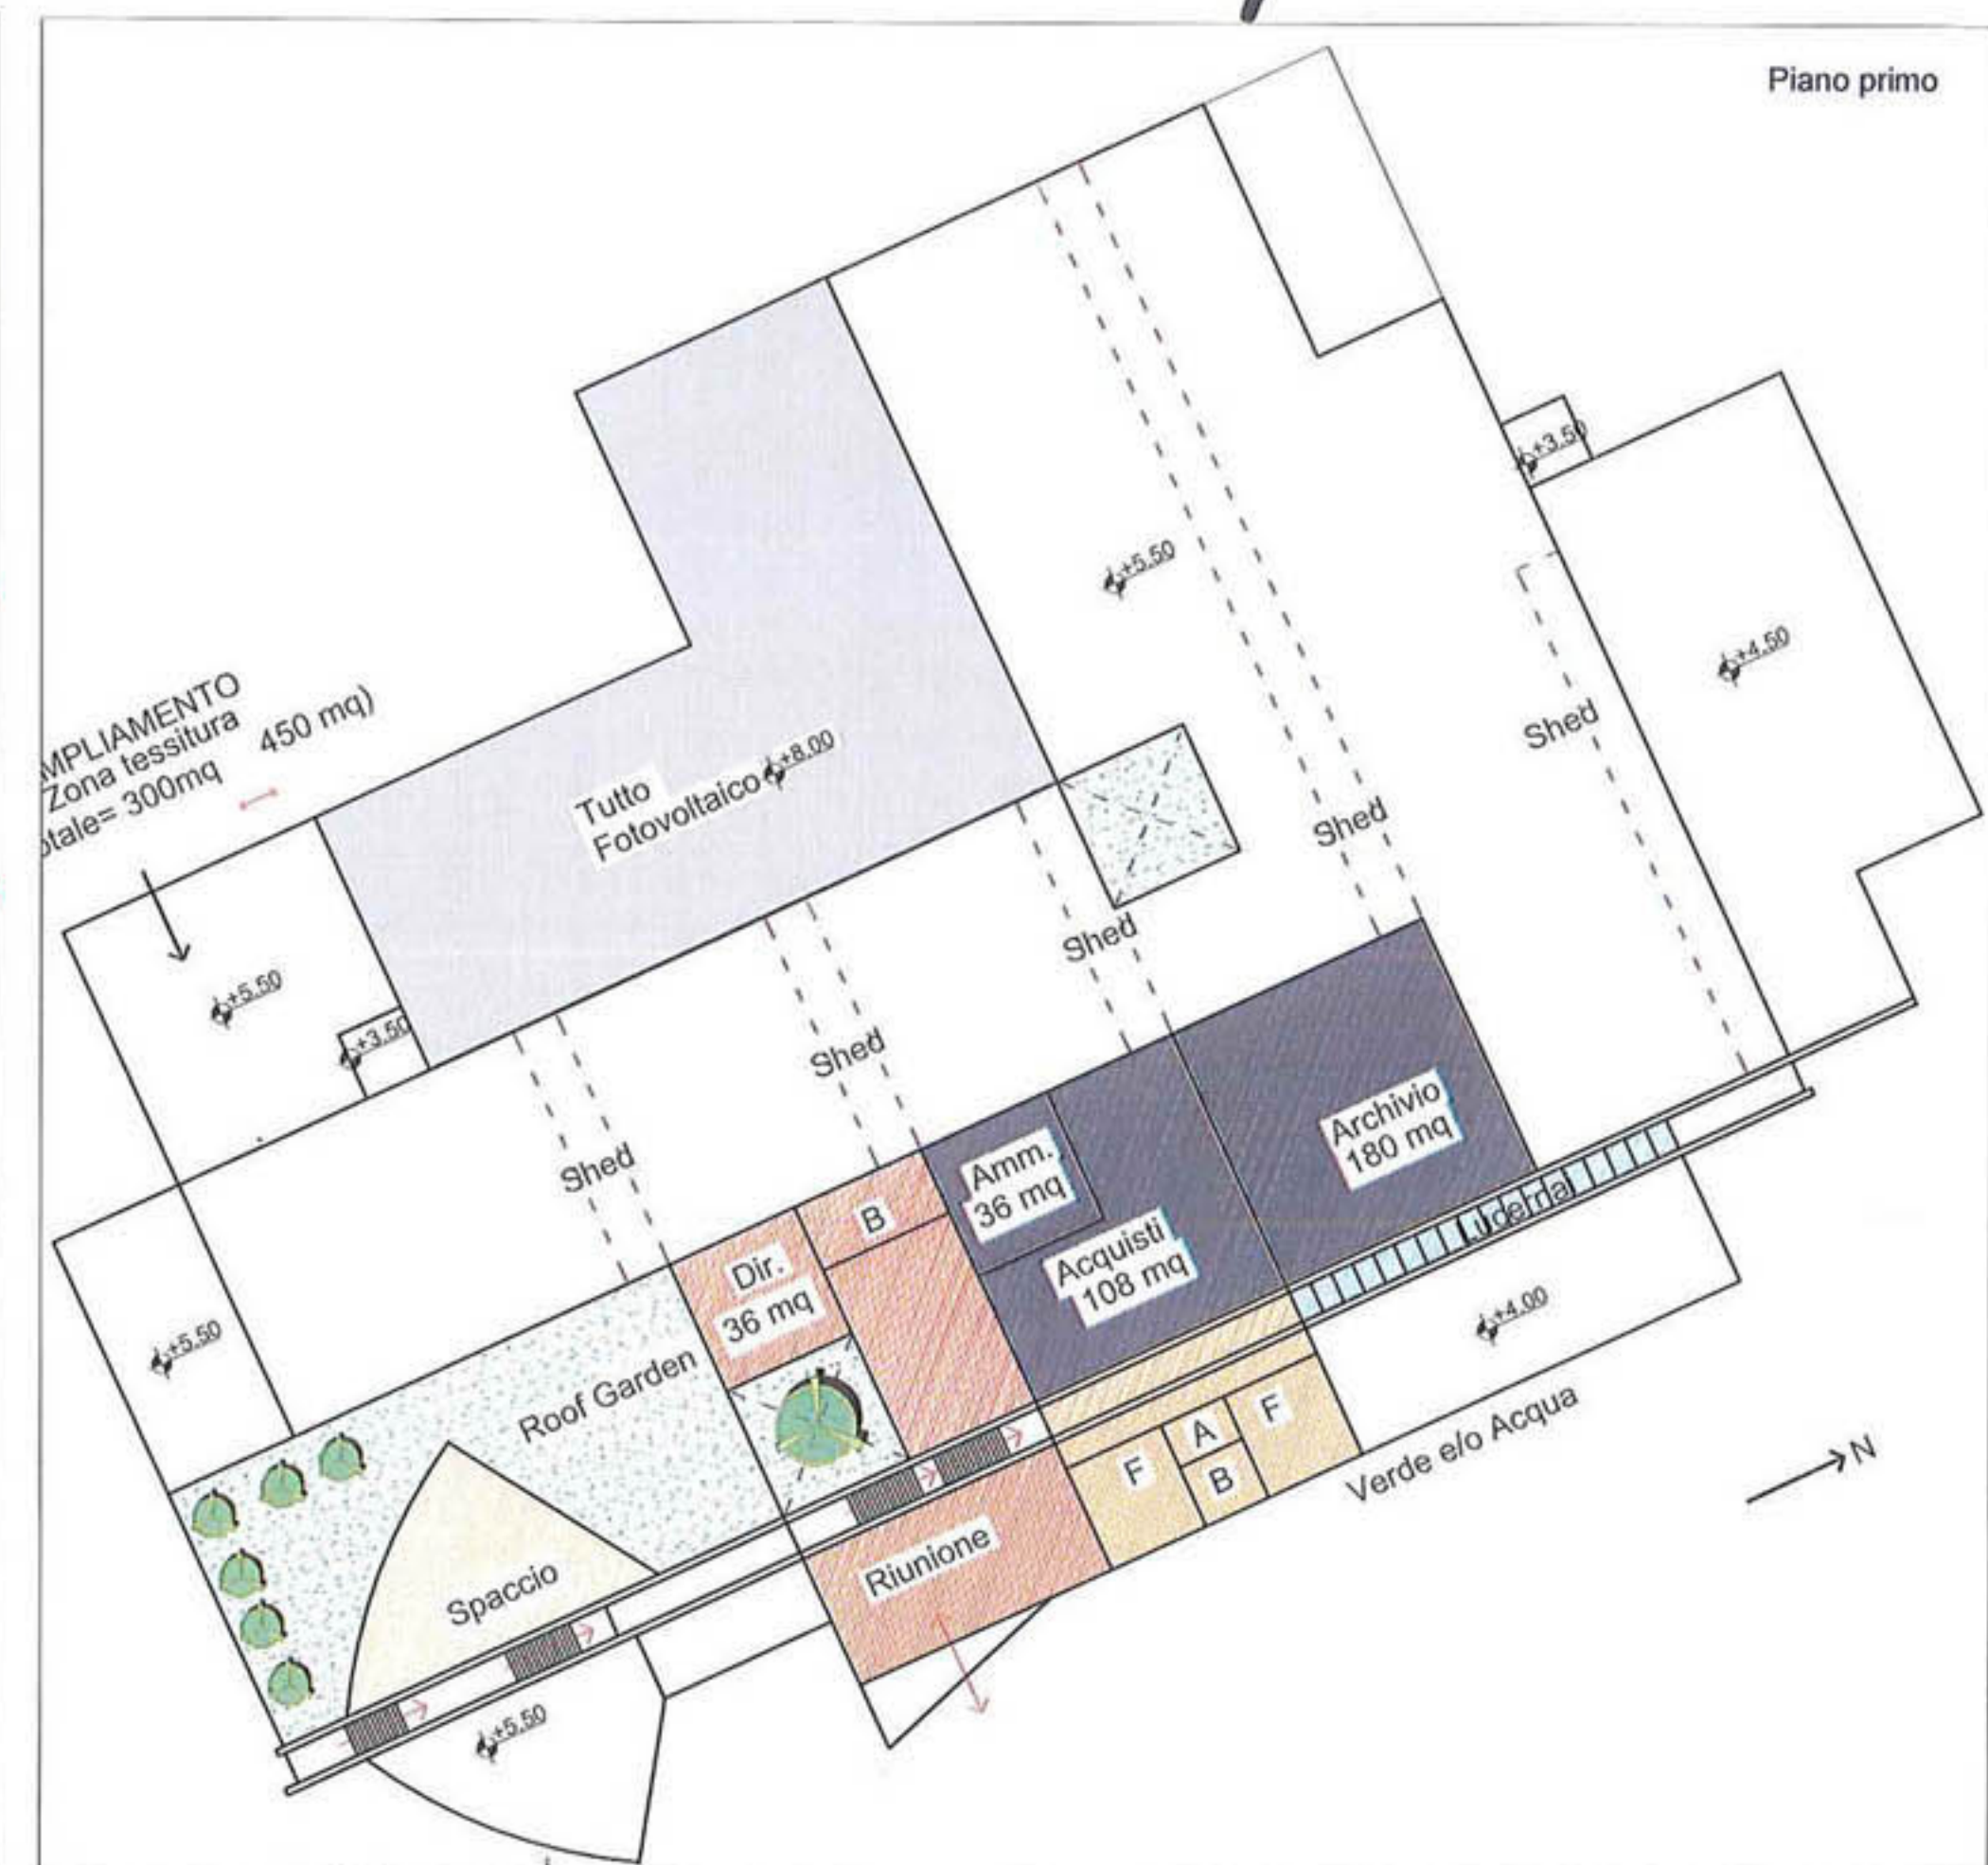 Piano primo
+3.50
+5.50
+4.50
MPLIAMENTO
Zona tessitura
otale= 300mq
450 mq)
Shed
Tutto
Fotovoltaico
+8.00
Shed
Shed
+5.50
+3.50
Shed
Shed
Archivio
180 mq
Amm.
36 mq
Acquisti
108 mq
B
Dir.
36 mq
Lucerna
+5.50
+4.00
Roof Garden
F
A
F
B
Verde e/o Acqua
N
Riunione
Spaccio
+5.50